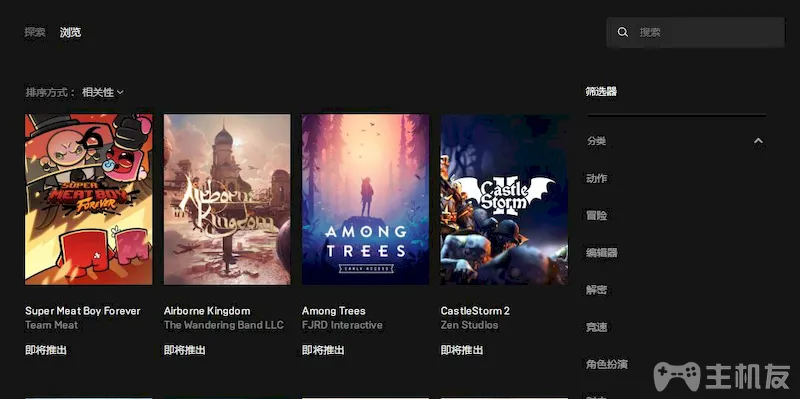 探索 浏览
搜索
排序方式： 相关性
筛选器
分类
动作
冒险
编辑器
解密
竞速
角色扮演
SUPER
MEAT BOY
FOREVER
Airborne
Kingdom
AMONG
TREES
EARLY ACCESS
Castle
Storm
II
Super Meat Boy Forever
Team Meat
即将推出
Airborne Kingdom
The Wandering Band LLC
即将推出
Among Trees
FJRD Interactive
即将推出
CastleStorm 2
Zen Studios
即将推出
主机友